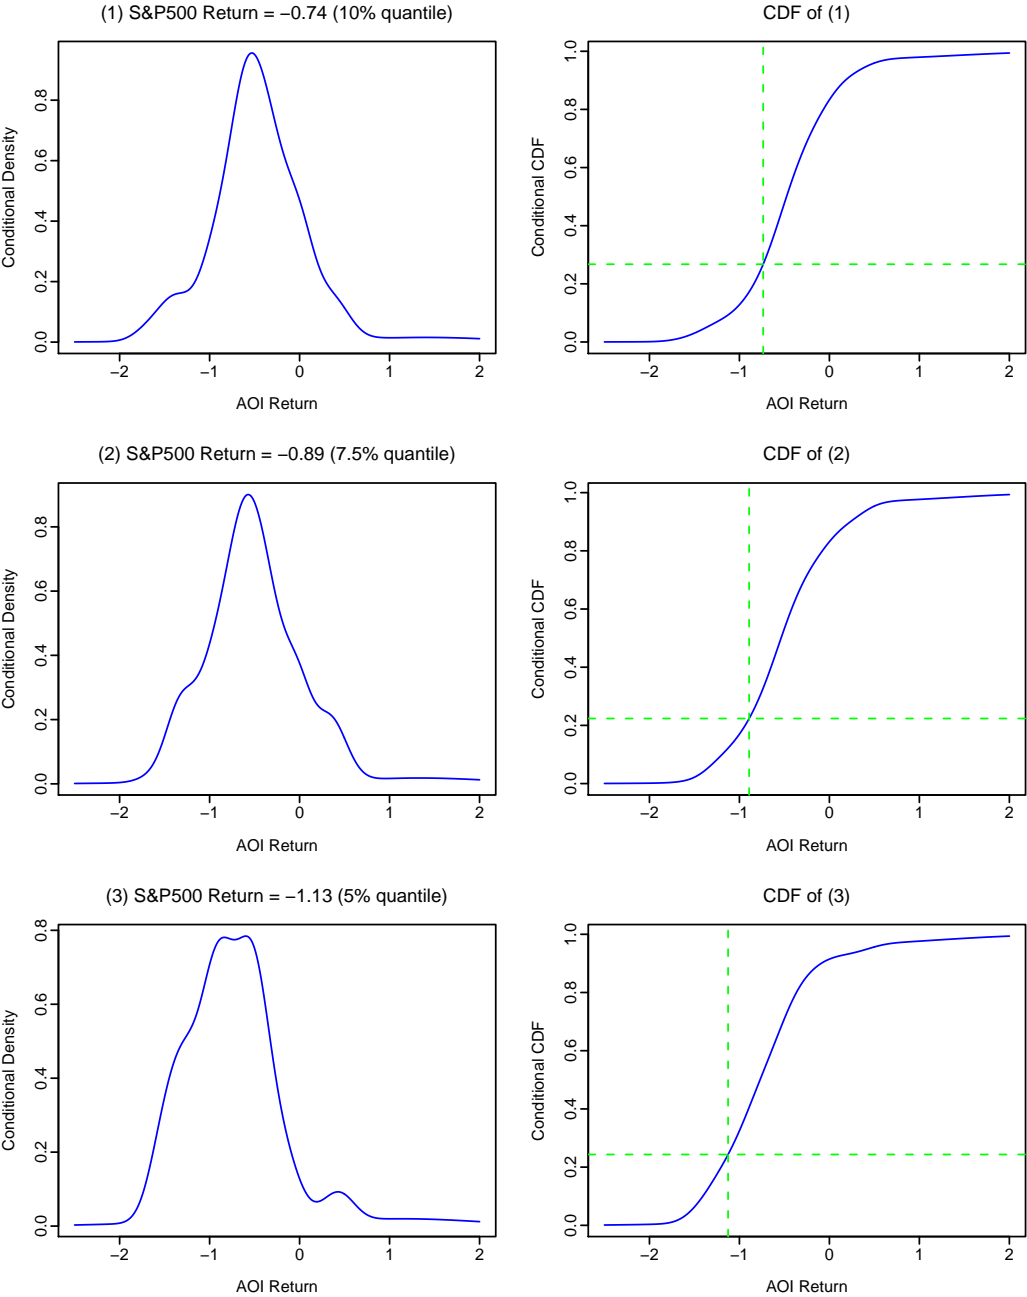 (1) S&P500 Return = −0.74 (10% quantile)
Conditional Density
0.0 0.2 0.4 0.6 0.8
−2 −1 0 1 2
AOI Return
CDF of (1)
Conditional CDF
0.0 0.2 0.4 0.6 0.8 1.0
−2 −1 0 1 2
AOI Return
(2) S&P500 Return = −0.89 (7.5% quantile)
Conditional Density
0.0 0.2 0.4 0.6 0.8
−2 −1 0 1 2
AOI Return
CDF of (2)
Conditional CDF
0.0 0.2 0.4 0.6 0.8 1.0
−2 −1 0 1 2
AOI Return
(3) S&P500 Return = −1.13 (5% quantile)
Conditional Density
0.0 0.2 0.4 0.6 0.8
−2 −1 0 1 2
AOI Return
CDF of (3)
Conditional CDF
0.0 0.2 0.4 0.6 0.8 1.0
−2 −1 0 1 2
AOI Return